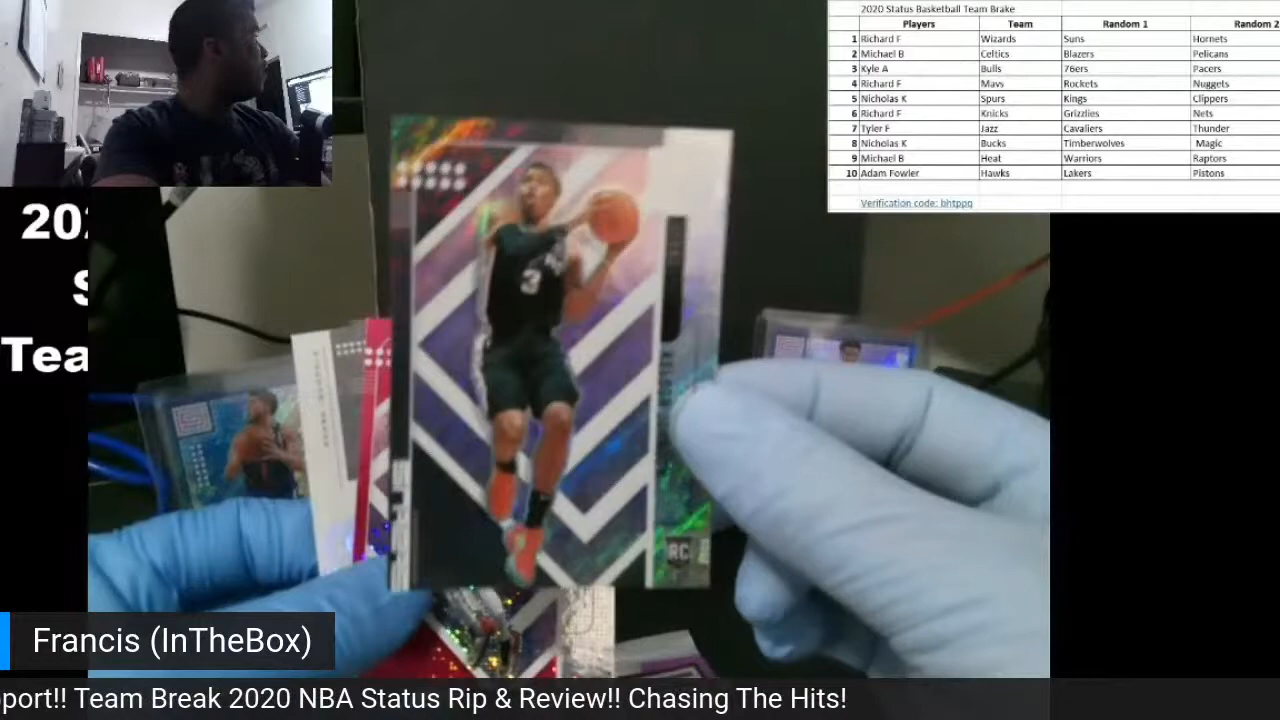 2020 Status Basketball Team Brake
Players Team Random 1 Random 2
1 Richard F Wizards Suns Hornets
2 Michael B Celtics Blazers Pelicans
3 Kyle A Bulls 76ers Pacers
4 Richard F Mavs Rockets Nuggets
5 Nicholas K Spurs Kings Clippers
6 Richard F Knicks Grizzlies Nets
7 Tyler F Jazz Cavaliers Thunder
8 Nicholas K Bucks Timberwolves Magic
9 Michael B Heat Warriors Raptors
10 Adam Fowler Hawks Lakers Pistons
Verification code: bhtppq
202
S
Tea
3
RC
Francis (InTheBox)
pport!! Team Break 2020 NBA Status Rip & Review!! Chasing The Hits!